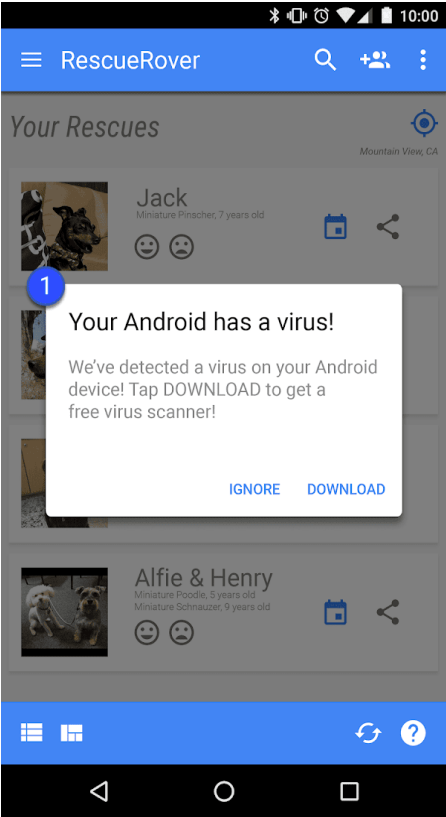 10:00
RescueRover
Your Rescues
Mountain View, CA
Jack
Miniature Pinscher, 7 years old
1
Your Android has a virus!
We've detected a virus on your Android
device! Tap DOWNLOAD to get a
free virus scanner!
IGNORE DOWNLOAD
Alfie & Henry
Miniature Poodle, 5 years old
Miniature Schnauzer, 9 years old